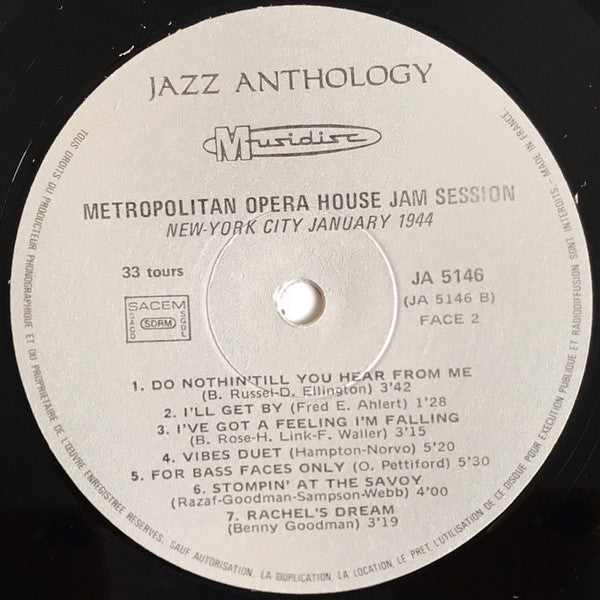 JAZZ ANTHOLOGY
Musidisc
METROPOLITAN OPERA HOUSE JAM SESSION
NEW-YORK CITY JANUARY 1944
33 tours
JA 5146
(JA 5146 B)
FACE 2
SACEM
SACD
SDRM
SGDL
1. DO NOTHIN'TILL YOU HEAR FROM ME
(B. Russel-D. Ellington) 3'42
2. I'LL GET BY (Fred E. Ahlert) 1'28
3. I'VE GOT A FEELING I'M FALLING
(B. Rose-H. Link-F. Waller) 3'15
4. VIBES DUET (Hampton-Norvo) 5'20
5. FOR BASS FACES ONLY (O. Pettiford) 5'30
6. STOMPIN' AT THE SAVOY
(Razaf-Goodman-Sampson-Webb) 4'00
7. RACHEL'S DREAM
(Benny Goodman) 3'19
TOUS DROITS DU PRODUCTEUR PHONOGRAPHIQUE ET DU PROPRIETAIRE DE L'ŒUVRE ENREGISTREE RESERVES. SAUF AUTORISATION, LA DUPLICATION, LA LOCATION, LE PRET, L'UTILISATION DE CE DISQUE POUR EXECUTION PUBLIQUE ET RADIODIFFUSION SONT INTERDITS - MADE IN FRANCE.